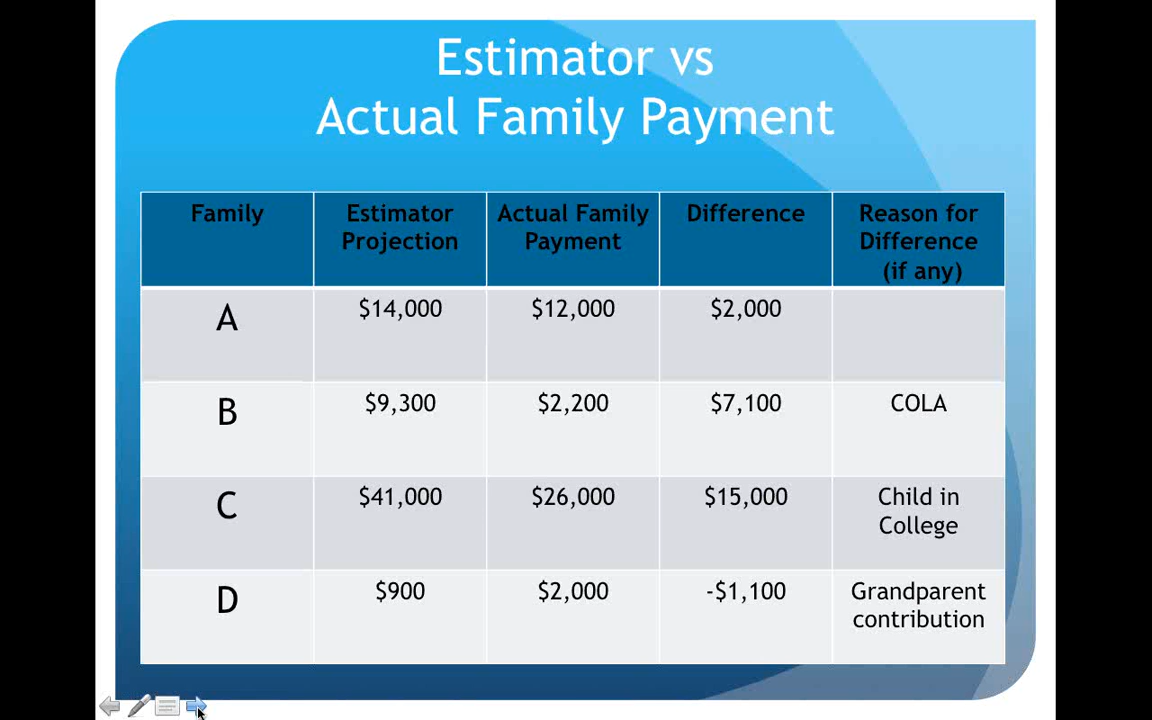 Estimator vs
Actual Family Payment
Family
Estimator
Projection
Actual Family
Payment
Difference
Reason for
Difference
(if any)
A
$14,000
$12,000
$2,000
B
$9,300
$2,200
$7,100
COLA
C
$41,000
$26,000
$15,000
Child in
College
D
$900
$2,000
-$1,100
Grandparent
contribution